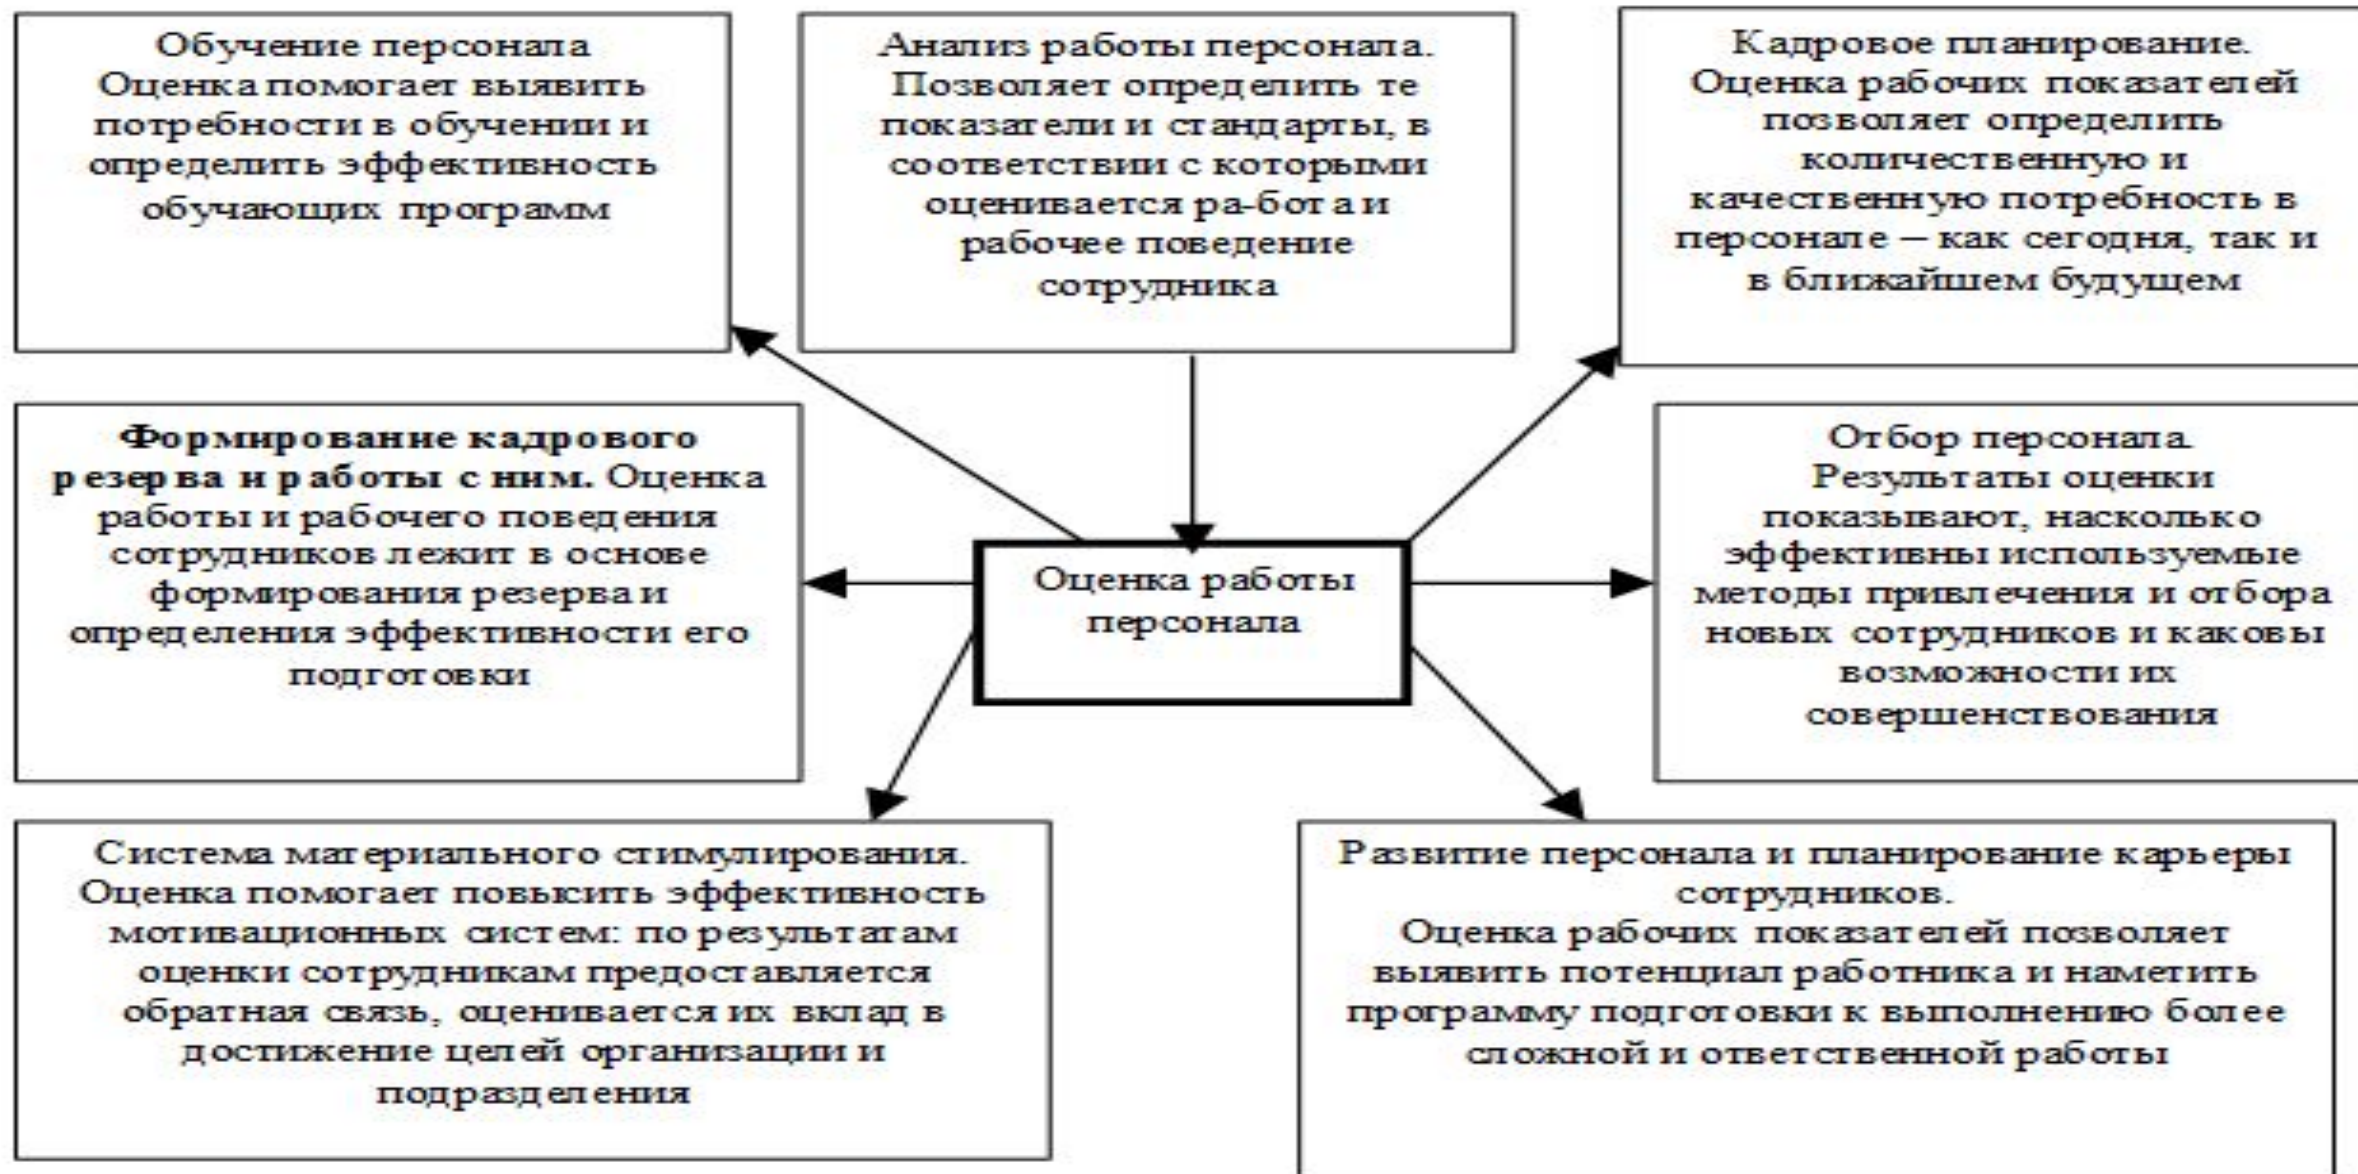 Обучение персонала
Оценка помогает выявить
потребности в обучении и
определить эффективность
обучающих программ
Анализ работы персонала.
Позволяет определить те
показатели и стандарты, в
соответствии с которыми
оценивается ра-бота и
рабочее поведение
сотрудника
Кадровое планирование.
Оценка рабочих показателей
позволяет определить
количественную и
качественную потребность в
персонале – как сегодня, так и
в ближайшем будущем
Формирование кадрового
резерва и работы с ним. Оценка
работы и рабочего поведения
сотрудников лежит в основе
формирования резерва и
определения эффективности его
подготовки
Оценка работы
персонала
Отбор персонала.
Результаты оценки
показывают, насколько
эффективны используемые
методы привлечения и отбора
новых сотрудников и каковы
возможности их
совершенствования
Система материального стимулирования.
Оценка помогает повысить эффективность
мотивационных систем: по результатам
оценки сотрудникам предоставляется
обратная связь, оценивается их вклад в
достижение целей организации и
подразделения
Развитие персонала и планирование карьеры
сотрудников.
Оценка рабочих показателей позволяет
выявить потенциал работника и наметить
программу подготовки к выполнению более
сложной и ответственной работы